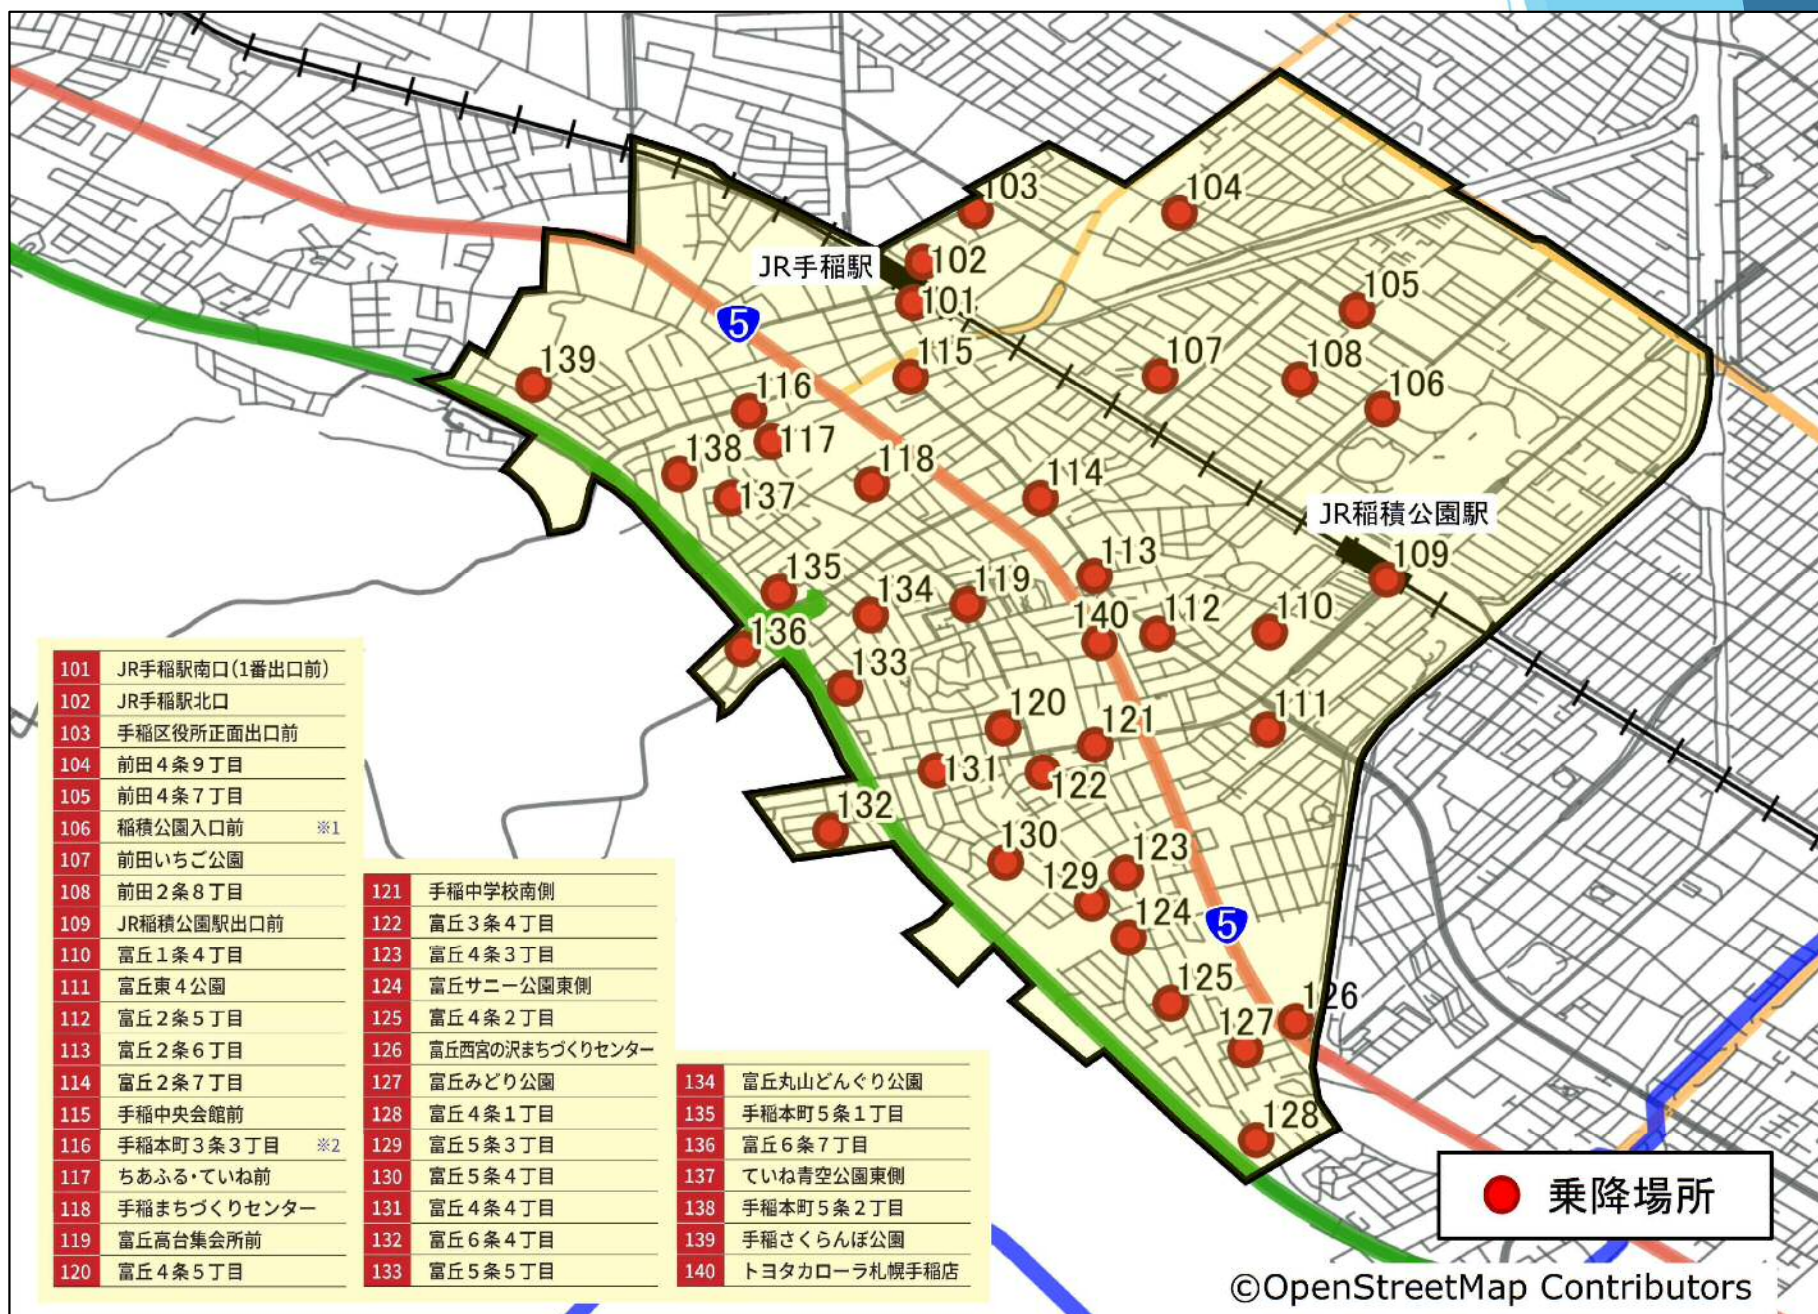 103
104
JR手稲駅
102
101
105
5
115
107
108
106
139
116
117
138
137
118
114
JR稲積公園駅
109
113
135
134
119
140
112
110
136
133
120
121
111
131
122
132
130
123
129
124
5
125
126
127
128
101 JR手稲駅南口(1番出口前)
102 JR手稲駅北口
103 手稲区役所正面出口前
104 前田4条9丁目
105 前田4条7丁目
106 稲積公園入口前 ※1
107 前田いちご公園
108 前田2条8丁目
109 JR稲積公園駅出口前
110 富丘1条4丁目
111 富丘東4公園
112 富丘2条5丁目
113 富丘2条6丁目
114 富丘2条7丁目
115 手稲中央会館前
116 手稲本町3条3丁目 ※2
117 ちあふる・ていね前
118 手稲まちづくりセンター
119 富丘高台集会所前
120 富丘4条5丁目
121 手稲中学校南側
122 富丘3条4丁目
123 富丘4条3丁目
124 富丘サニー公園東側
125 富丘4条2丁目
126 富丘西宮の沢まちづくりセンター
127 富丘みどり公園
128 富丘4条1丁目
129 富丘5条3丁目
130 富丘5条4丁目
131 富丘4条4丁目
132 富丘6条4丁目
133 富丘5条5丁目
134 富丘丸山どんぐり公園
135 手稲本町5条1丁目
136 富丘6条7丁目
137 ていね青空公園東側
138 手稲本町5条2丁目
139 手稲さくらんぼ公園
140 トヨタカローラ札幌手稲店
乗降場所
©OpenStreetMap Contributors